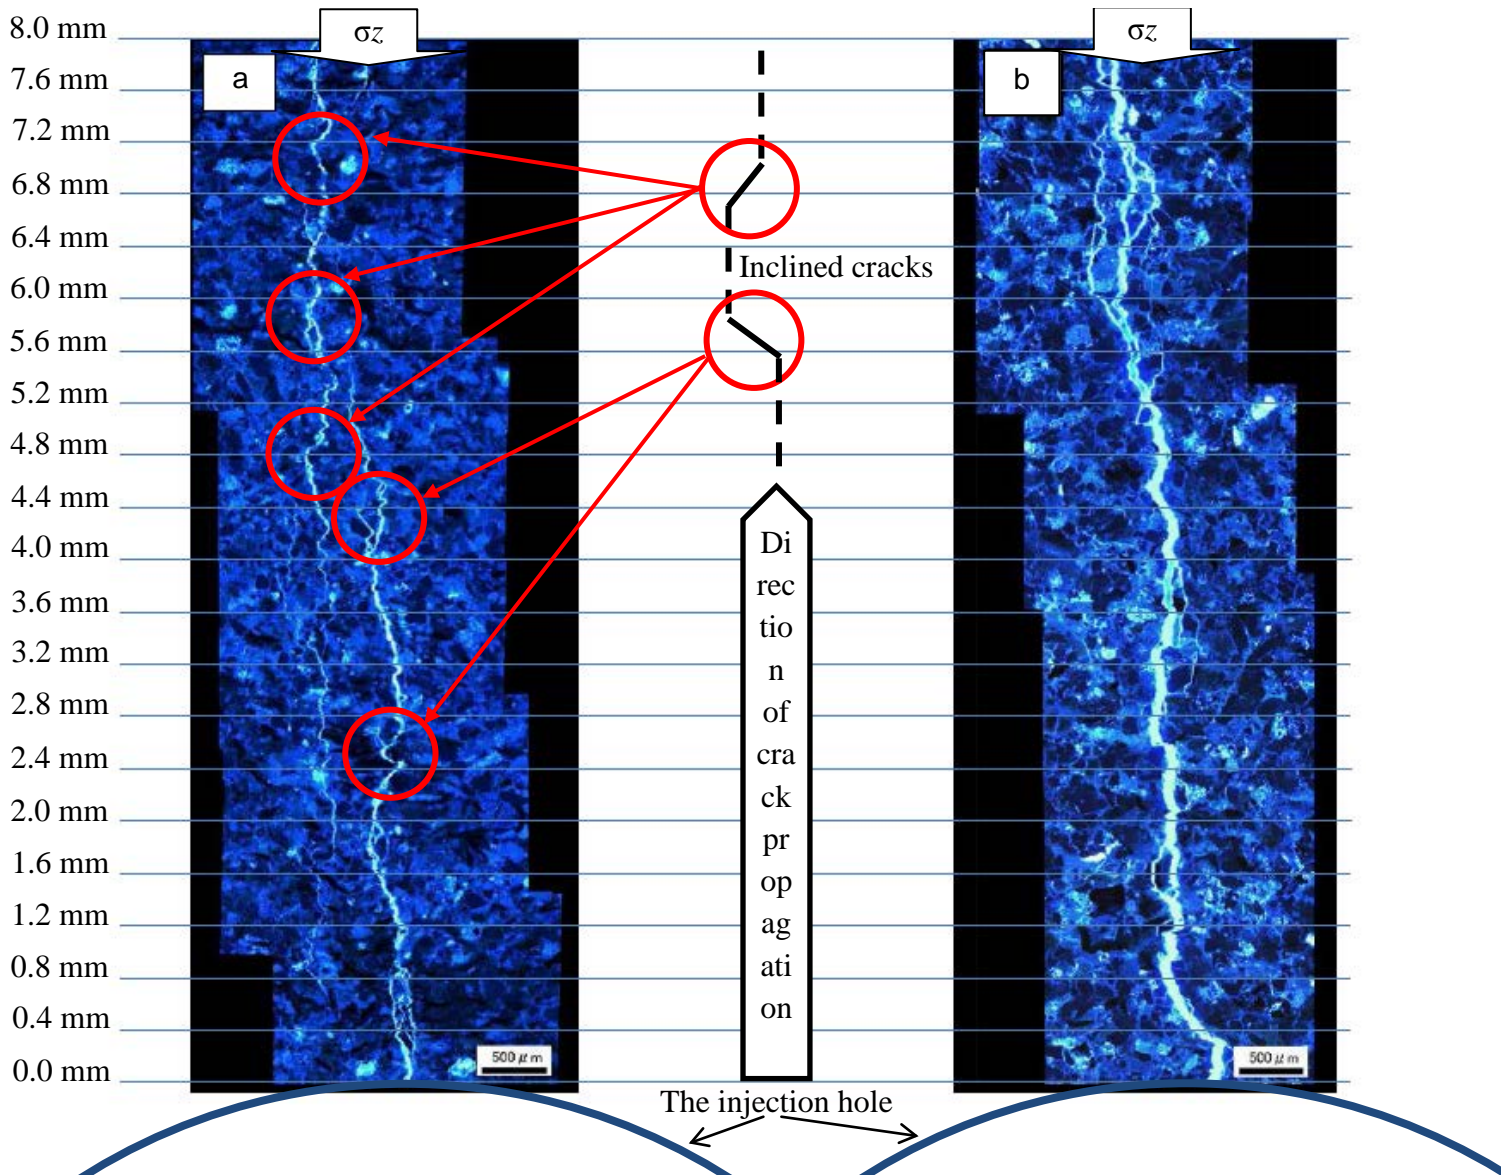 8.0 mm
7.6 mm
7.2 mm
6.8 mm
6.4 mm
6.0 mm
5.6 mm
5.2 mm
4.8 mm
4.4 mm
4.0 mm
3.6 mm
3.2 mm
2.8 mm
2.4 mm
2.0 mm
1.6 mm
1.2 mm
0.8 mm
0.4 mm
0.0 mm
σz
a
500 μm
Inclined cracks
Di
rec
tio
n
of
cra
ck
pr
op
ag
ati
on
The injection hole
σz
b
500 μm